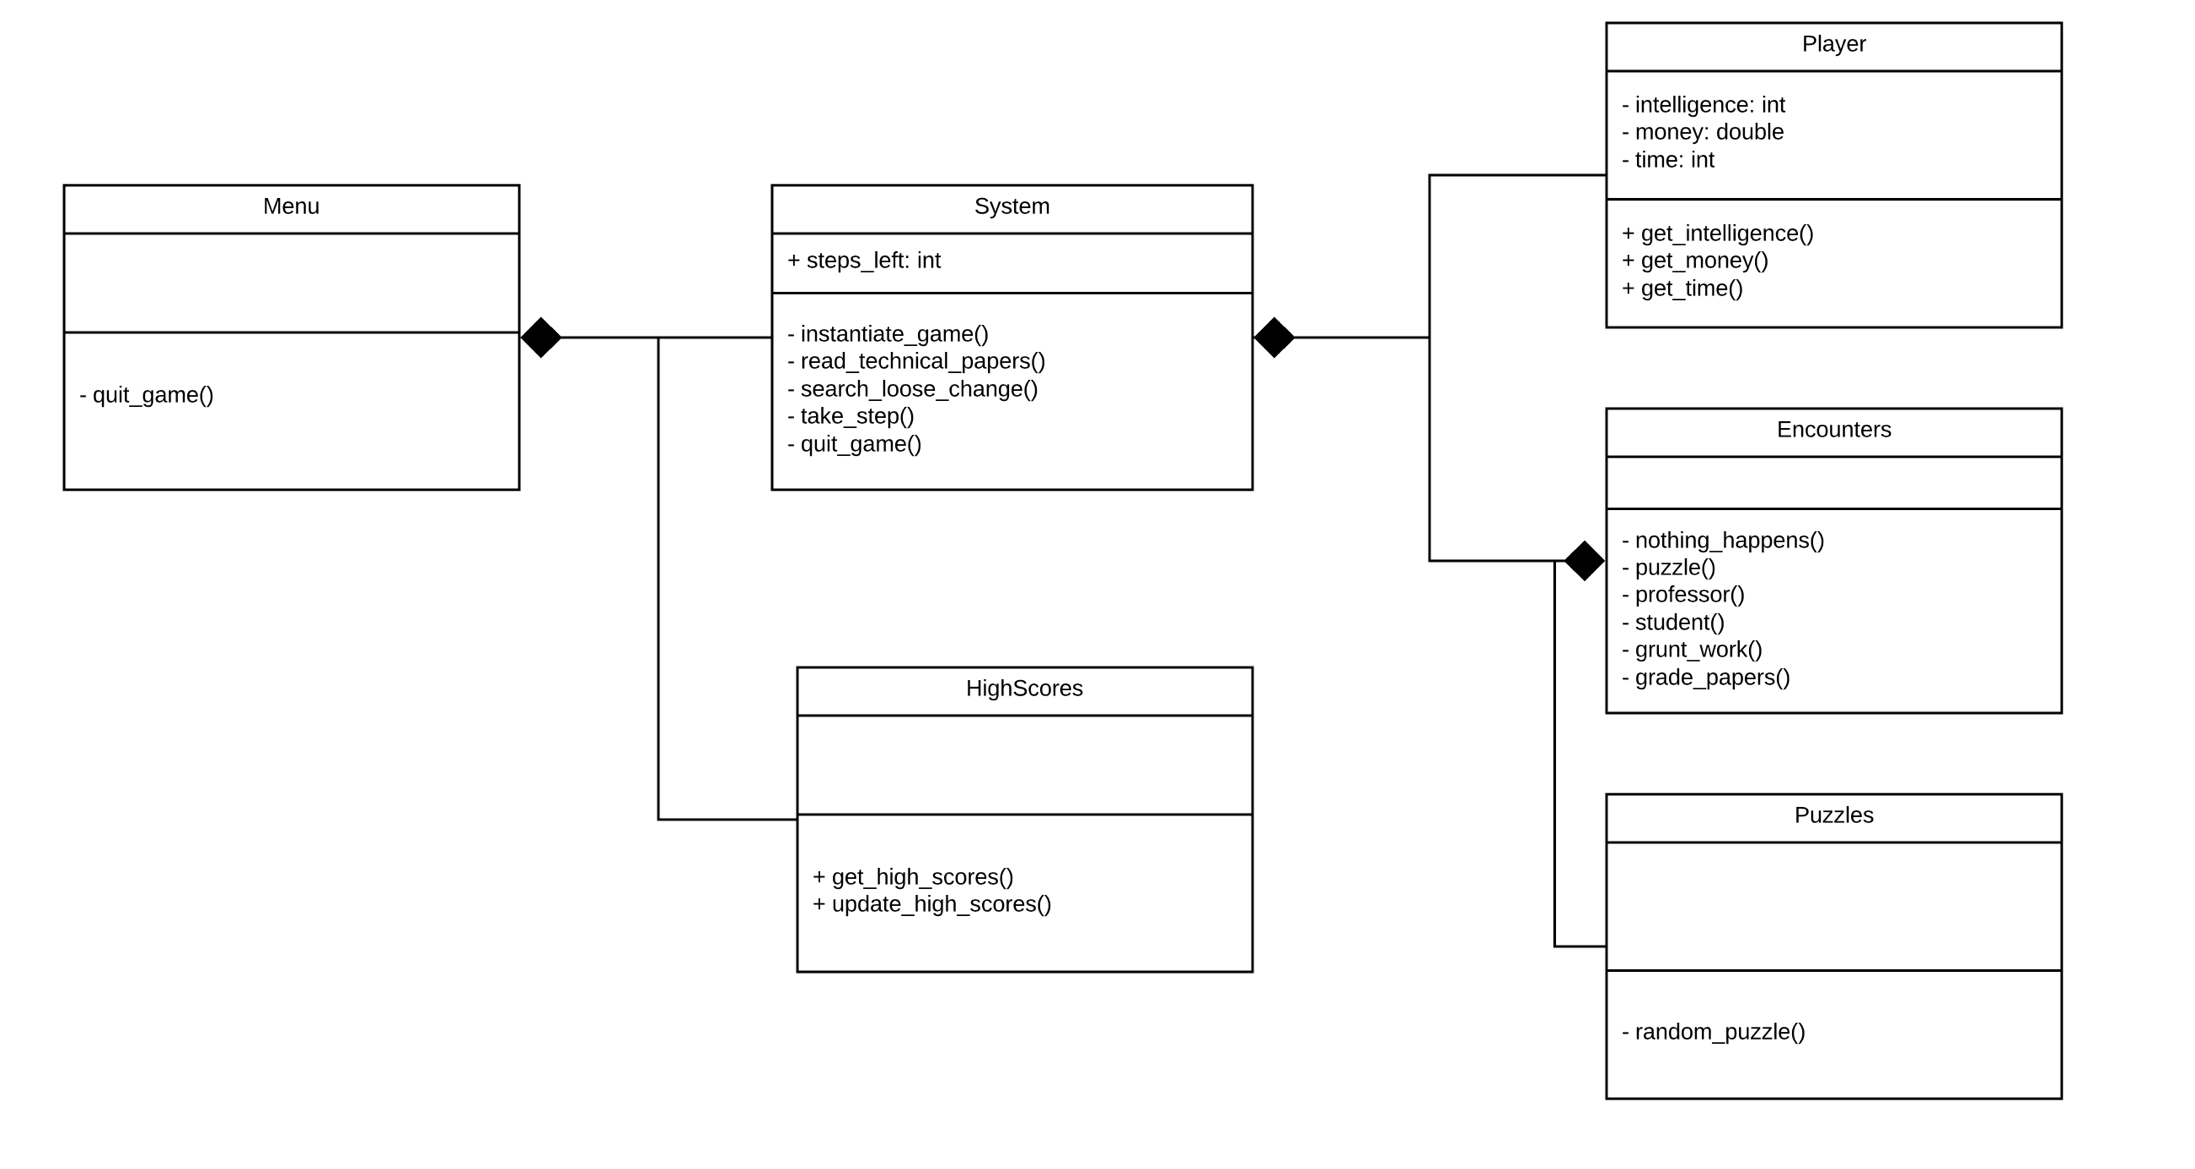 Menu
- quit_game()
System
+ steps_left: int
- instantiate_game()
- read_technical_papers()
- search_loose_change()
- take_step()
- quit_game()
HighScores
+ get_high_scores()
+ update_high_scores()
Player
- intelligence: int
- money: double
- time: int
+ get_intelligence()
+ get_money()
+ get_time()
Encounters
- nothing_happens()
- puzzle()
- professor()
- student()
- grunt_work()
- grade_papers()
Puzzles
- random_puzzle()